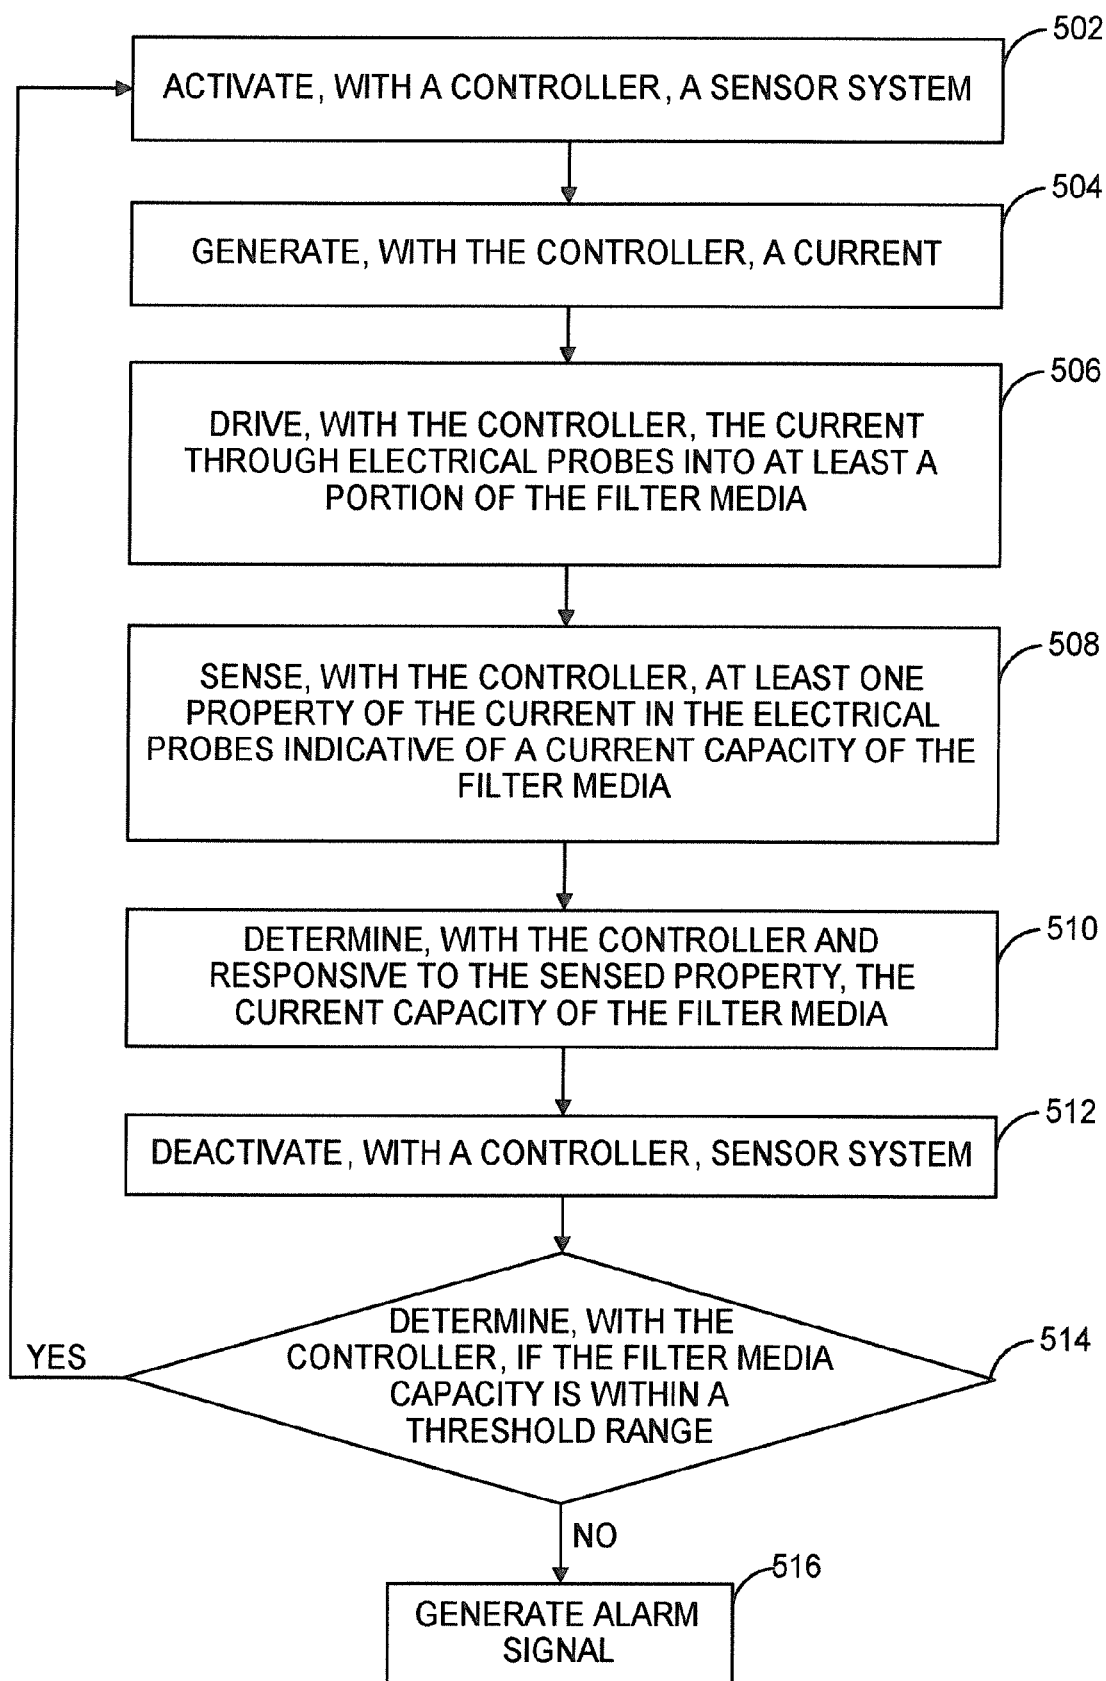 502
ACTIVATE, WITH A CONTROLLER, A SENSOR SYSTEM
504
GENERATE, WITH THE CONTROLLER, A CURRENT
506
DRIVE, WITH THE CONTROLLER, THE CURRENT
THROUGH ELECTRICAL PROBES INTO AT LEAST A
PORTION OF THE FILTER MEDIA
508
SENSE, WITH THE CONTROLLER, AT LEAST ONE
PROPERTY OF THE CURRENT IN THE ELECTRICAL
PROBES INDICATIVE OF A CURRENT CAPACITY OF THE
FILTER MEDIA
510
DETERMINE, WITH THE CONTROLLER AND
RESPONSIVE TO THE SENSED PROPERTY, THE
CURRENT CAPACITY OF THE FILTER MEDIA
512
DEACTIVATE, WITH A CONTROLLER, SENSOR SYSTEM
DETERMINE, WITH THE
CONTROLLER, IF THE FILTER MEDIA
CAPACITY IS WITHIN A
THRESHOLD RANGE
514
YES
NO
516
GENERATE ALARM
SIGNAL